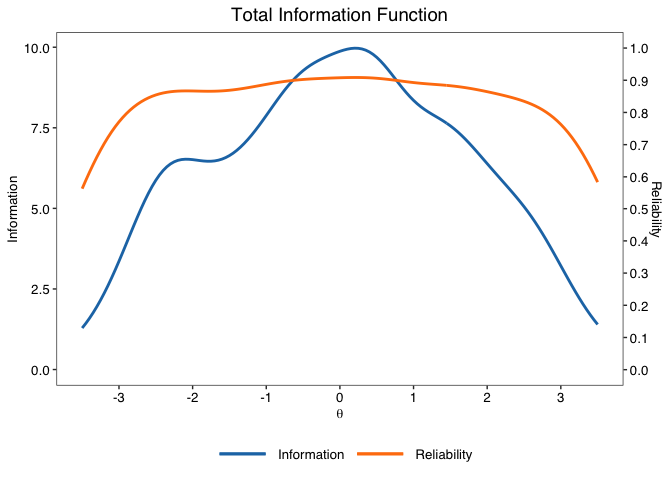 Total Information Function
10.0
7.5
5.0
2.5
0.0
Information
1.0
0.9
0.8
0.7
0.6
0.5
0.4
0.3
0.2
0.1
0.0
Reliability
-3 -2 -1 0 1 2 3
θ
Information Reliability